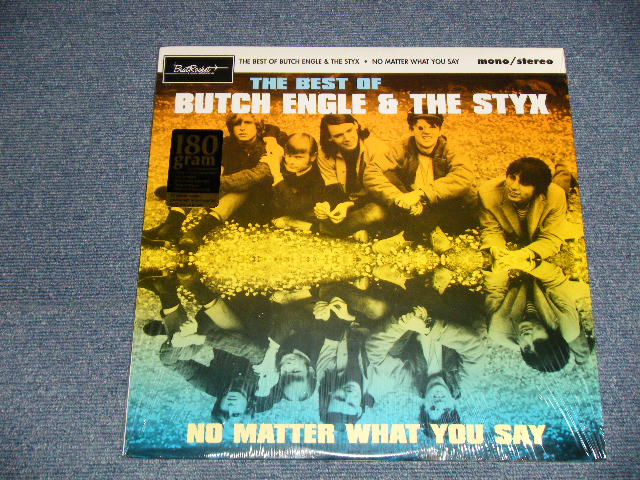 BeatRocket
THE BEST OF BUTCH ENGLE & THE STYX • NO MATTER WHAT YOU SAY
mono/stereo
THE BEST OF
BUTCH ENGLE & THE STYX
180
gram
NO MATTER WHAT YOU SAY